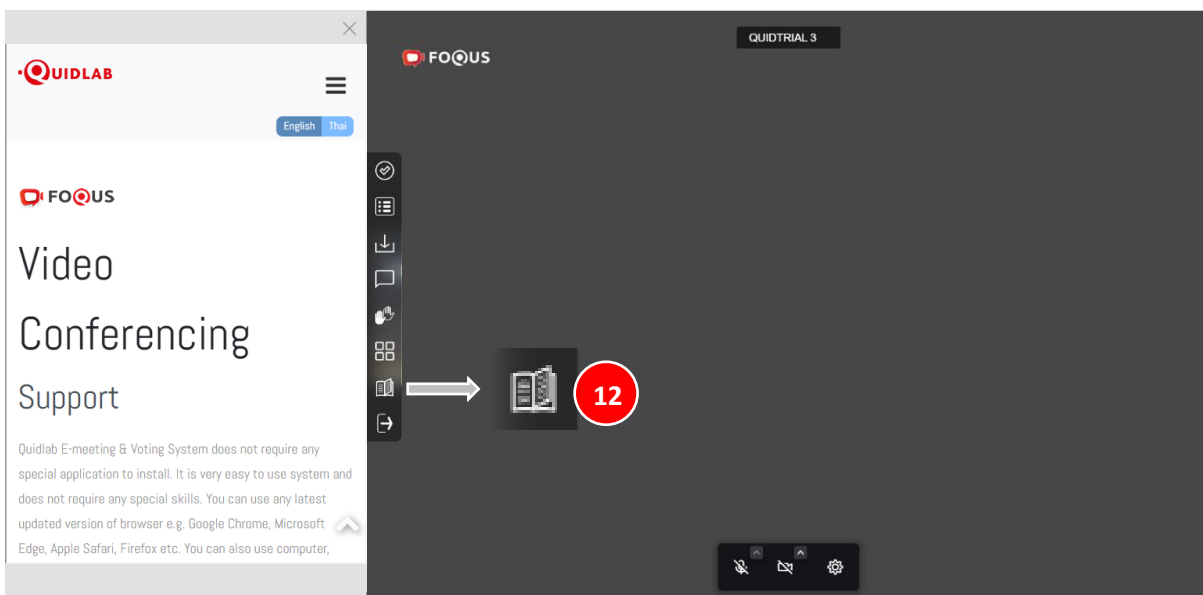 QUIDLAB
English Thai
FOQUS
Video
Conferencing
Support
Quidlab E-meeting & Voting System does not require any
special application to install. It is very easy to use system and
does not require any special skills. You can use any latest
updated version of browser e.g. Google Chrome, Microsoft
Edge, Apple Safari, Firefox etc. You can also use computer,
FOQUS
QUIDTRIAL 3
12